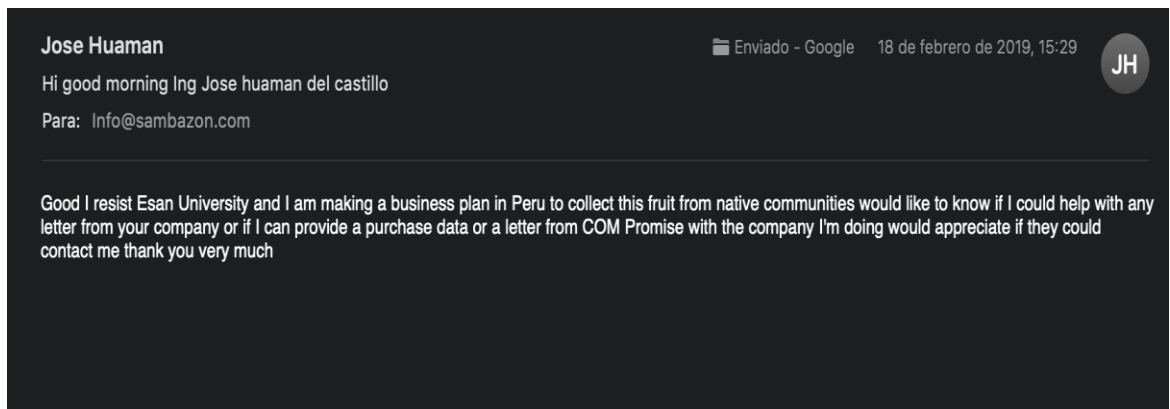 Jose Huaman
Enviado - Google 18 de febrero de 2019, 15:29
JH
Hi good morning Ing Jose huaman del castillo
Para: Info@sambazon.com
Good I resist Esan University and I am making a business plan in Peru to collect this fruit from native communities would like to know if I could help with any
letter from your company or if I can provide a purchase data or a letter from COM Promise with the company I'm doing would appreciate if they could
contact me thank you very much